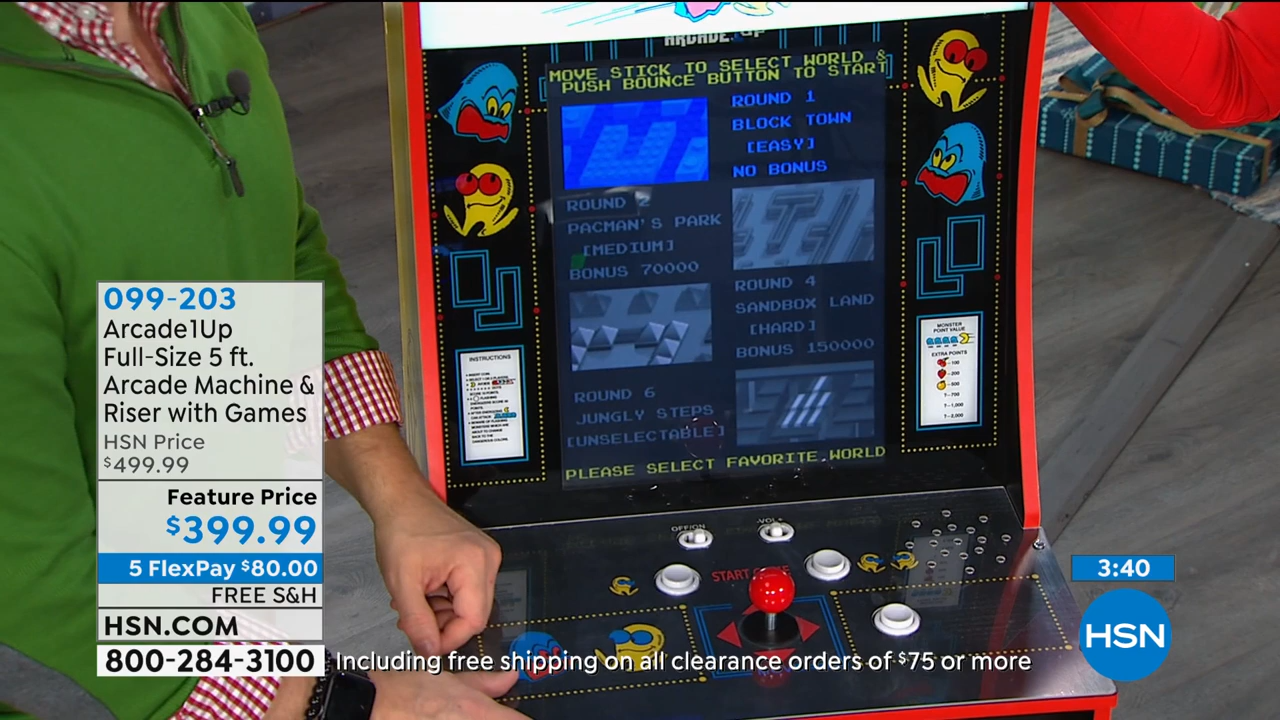 ARCADE1UP
MOVE STICK TO SELECT WORLD &
PUSH BOUNCE BUTTON TO START
ROUND 1
BLOCK TOWN
[EASY]
NO BONUS
ROUND 2
PACMAN'S PARK
[MEDIUM]
BONUS 70000
ROUND 4
SANDBOX LAND
[HARD]
BONUS 150000
ROUND 6
JUNGLY STEPS
[UNSELECTABLE]
PLEASE SELECT FAVORITE WORLD
INSTRUCTIONS
MONSTER
POINT VALUE
EXTRA POINTS
OFF/ON
VOL+
START
099-203
Arcade1Up
Full-Size 5 ft.
Arcade Machine &
Riser with Games
HSN Price
$499.99
Feature Price
$399.99
5 FlexPay $80.00
FREE S&H
HSN.COM
800-284-3100
Including free shipping on all clearance orders of $75 or more
3:40
HSN